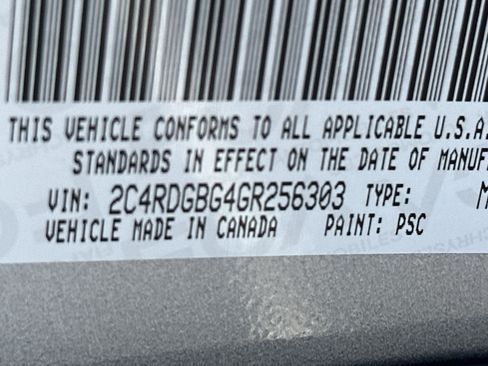 THIS VEHICLE CONFORMS TO ALL APPLICABLE U.S.A.
STANDARDS IN EFFECT ON THE DATE OF MANUF
VIN: 2C4RDGBG4GR256303 TYPE: M
VEHICLE MADE IN CANADA PAINT: PSC